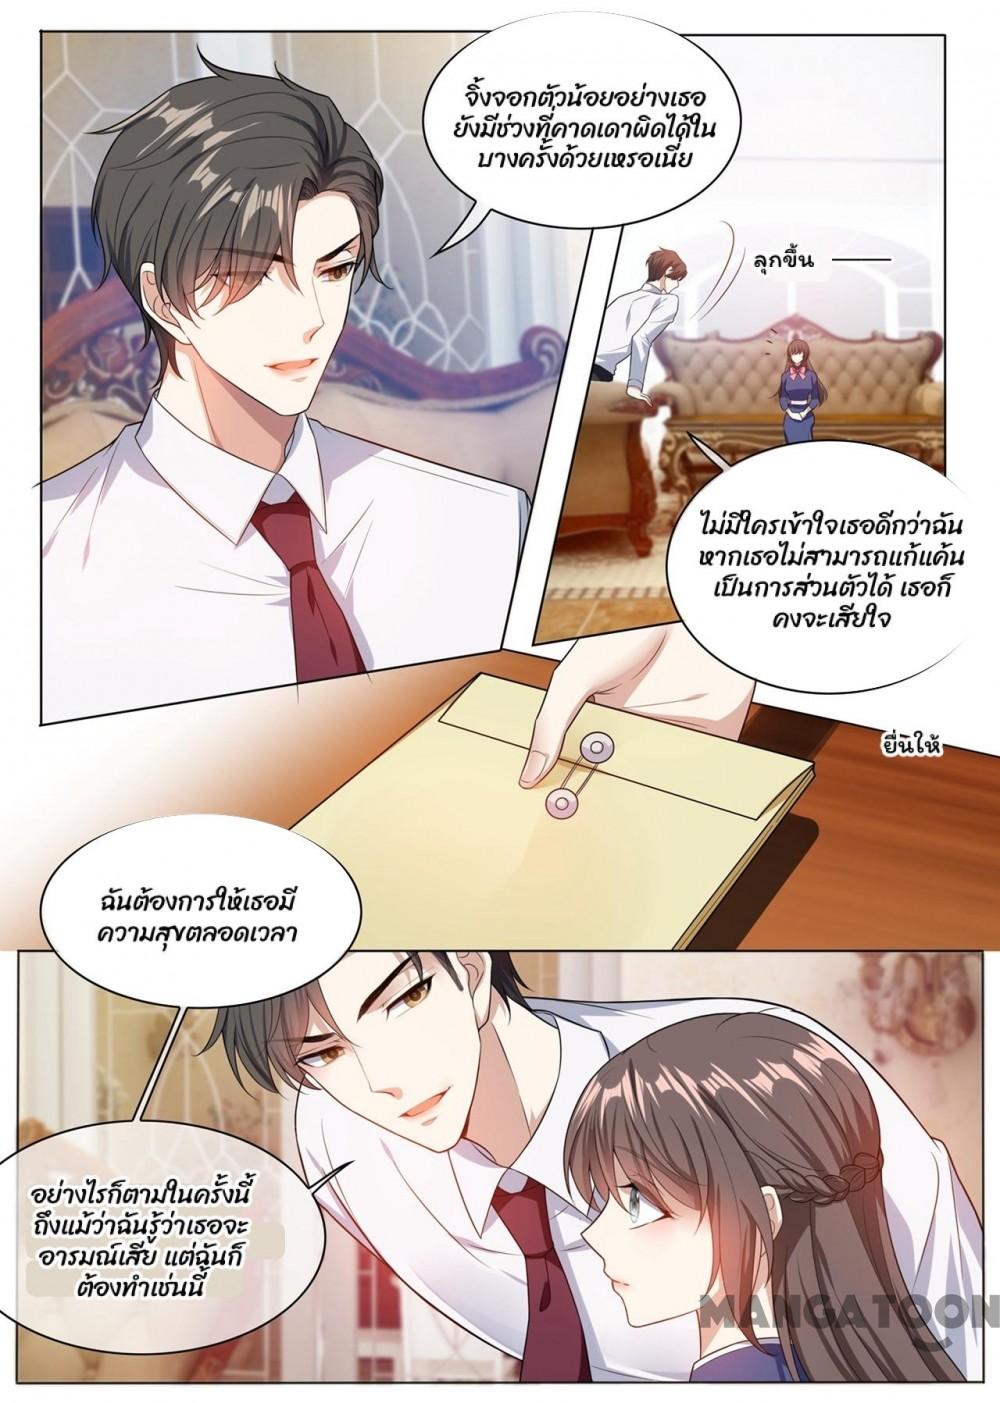 จิ้งจอกตัวน้อยอย่างเธอ
ยังมีช่วงที่คาดเดาผิดได้ใน
บางครั้งด้วยเหรอเนี่ย
ลุกขึ้น
ไม่มีใครเข้าใจเธอดีกว่าฉัน
หากเธอไม่สามารถแก้แค้น
เป็นการส่วนตัวได้ เธอก็
คงจะเสียใจ
ยื่นให้
ฉันต้องการให้เธอมี
ความสุขตลอดเวลา
อย่างไรก็ตามในครั้งนี้
ถึงแม้ว่าฉันรู้ว่าเธอจะ
อารมณ์เสีย แต่ฉันก็
ต้องทำเช่นนี้
MANGATOON